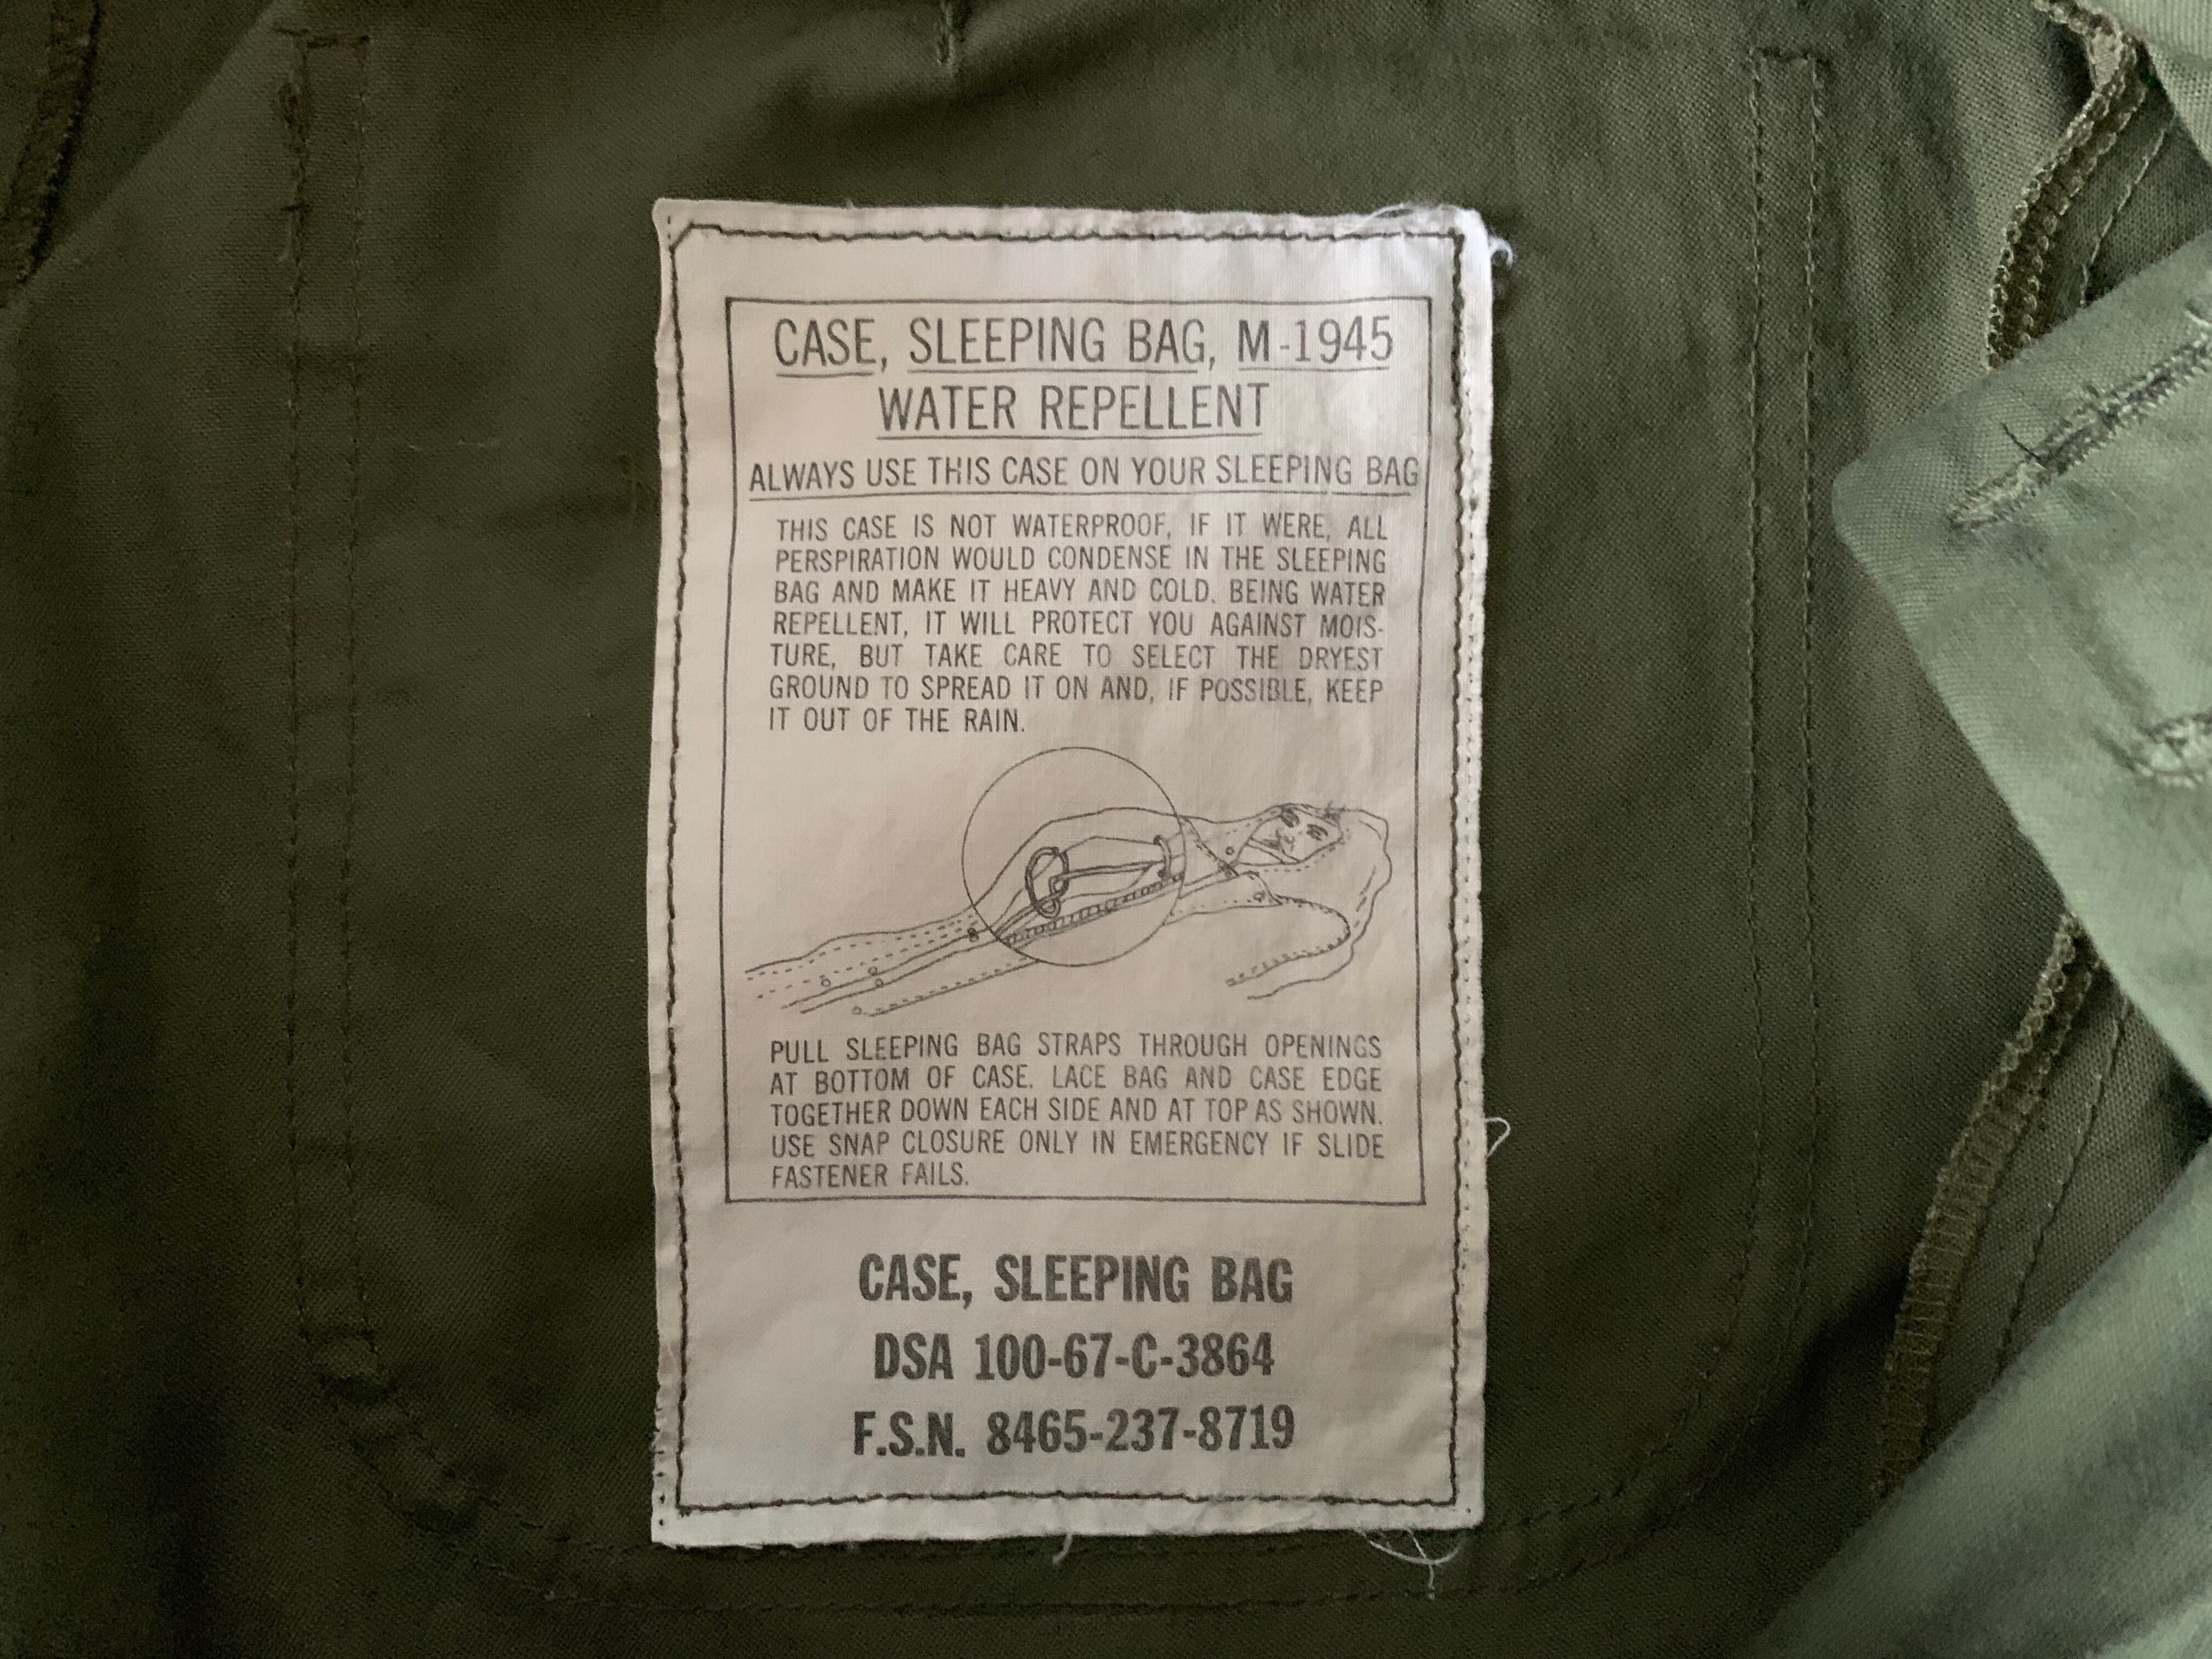 CASE, SLEEPING BAG, M-1945
WATER REPELLENT
ALWAYS USE THIS CASE ON YOUR SLEEPING BAG
THIS CASE IS NOT WATERPROOF, IF IT WERE, ALL
PERSPIRATION WOULD CONDENSE IN THE SLEEPING
BAG AND MAKE IT HEAVY AND COLD. BEING WATER
REPELLENT, IT WILL PROTECT YOU AGAINST MOIS-
TURE, BUT TAKE CARE TO SELECT THE DRYEST
GROUND TO SPREAD IT ON AND, IF POSSIBLE, KEEP
IT OUT OF THE RAIN.
PULL SLEEPING BAG STRAPS THROUGH OPENINGS
AT BOTTOM OF CASE. LACE BAG AND CASE EDGE
TOGETHER DOWN EACH SIDE AND AT TOP AS SHOWN.
USE SNAP CLOSURE ONLY IN EMERGENCY IF SLIDE
FASTENER FAILS.
CASE, SLEEPING BAG
DSA 100-67-C-3864
F.S.N. 8465-237-8719